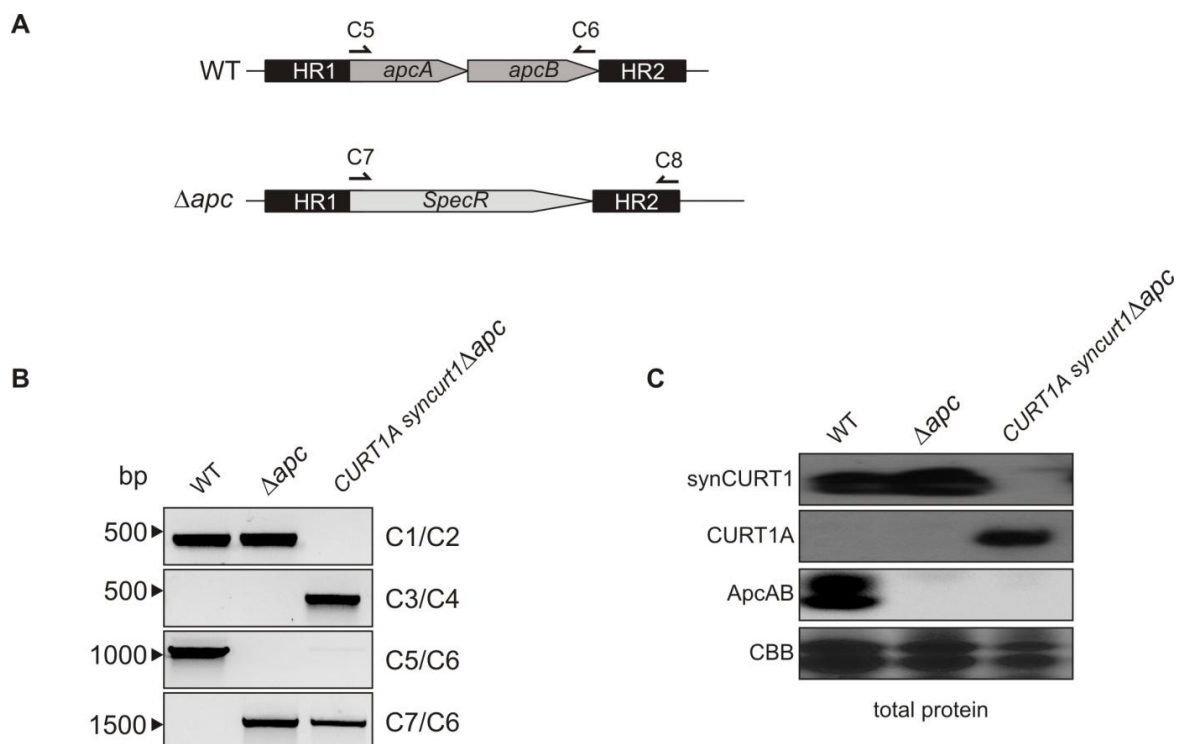 A
C5 C6
WT HR1 apcA apcB HR2
C7 C8
Δapc HR1 SpecR HR2
B
bp WT Δapc CURT1A syncurt1Δapc
500 C1/C2
500 C3/C4
1000 C5/C6
1500 C7/C6
C
WT Δapc CURT1A syncurt1Δapc
synCURT1
CURT1A
ApcAB
CBB
total protein